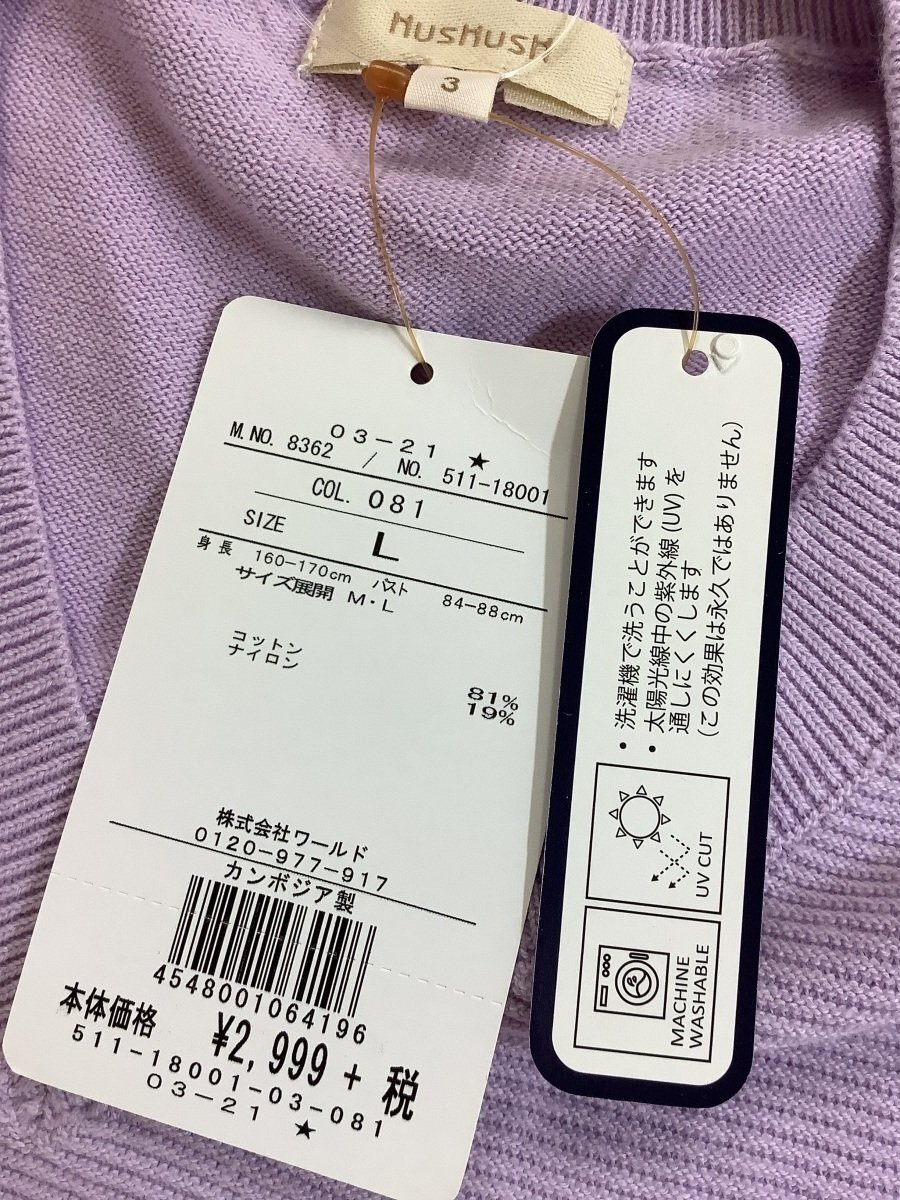 HusHusH
3
03-21 ★
M.NO. 8362 / NO. 511-18001
COL. 081
SIZE L
身長 160-170cm バスト 84-88cm
サイズ展開 M・L
コットン 81%
ナイロン 19%
株式会社ワールド
0120-977-917
カンボジア製
4548001064196
本体価格 ¥2,999 + 税
511-18001-03-081
03-21 ★
・洗濯機で洗うことができます
・太陽光線中の紫外線(UV)を
通しにくくします
(この効果は永久ではありません)
UV CUT
MACHINE
WASHABLE